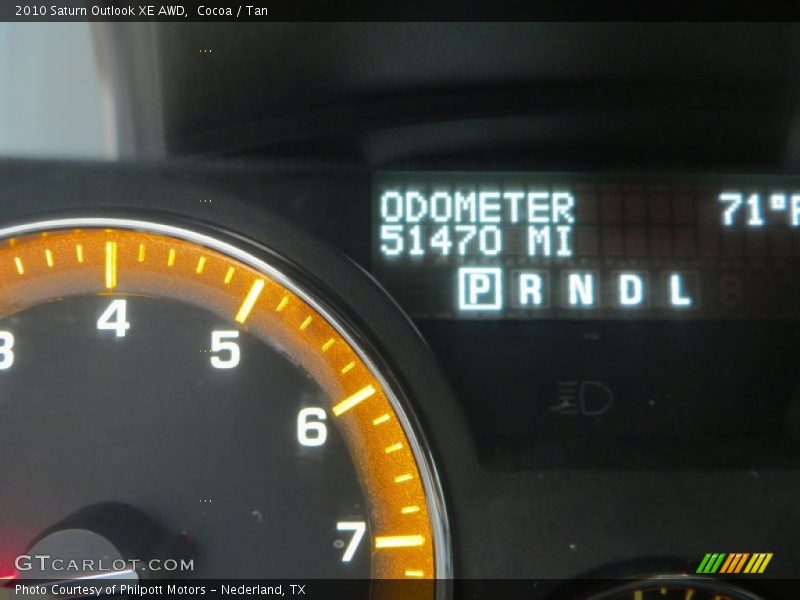 2010 Saturn Outlook XE AWD,  Cocoa / Tan
ODOMETER 71°F
51470 MI
P R N D L
3 4 5 6 7
GTCARLOT.COM
Photo Courtesy of Philpott Motors - Nederland, TX